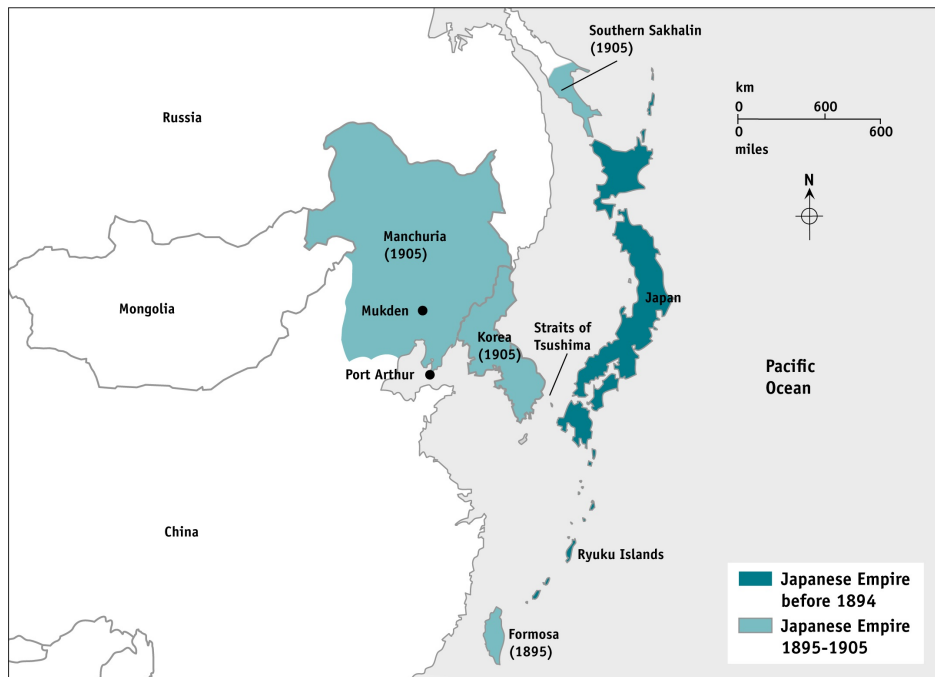 Southern Sakhalin
(1905)
km
0 600
0 600
miles
Russia
N
Manchuria
(1905)
Mukden
Mongolia
Japan
Korea
(1905)
Straits of
Tsushima
Port Arthur
Pacific
Ocean
China
Ryuku Islands
Formosa
(1895)
Japanese Empire
before 1894
Japanese Empire
1895-1905